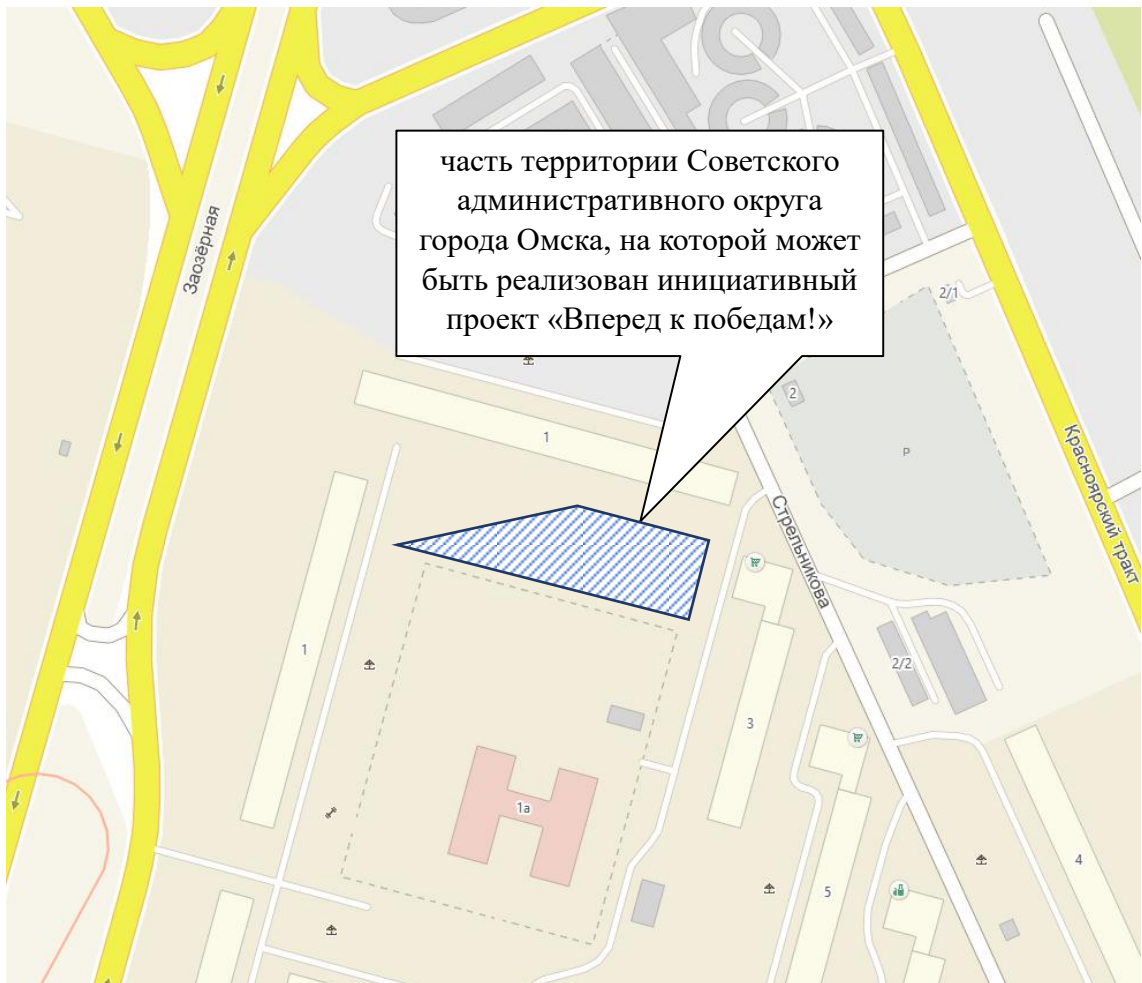 часть территории Советского
административного округа
города Омска, на которой может
быть реализован инициативный
проект «Вперед к победам!»
Заозёрная
2/1
2
1
P
Красноярский тракт
Стрельникова
1
2/2
3
1а
4
5